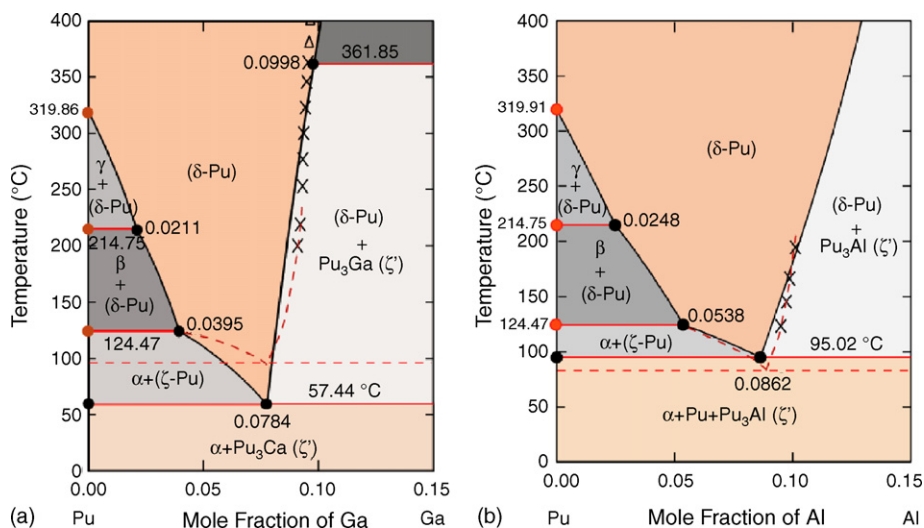 (a)
Temperature (°C)
400
350
300
250
200
150
100
50
0
319.86
0.0998
361.85
(δ-Pu)
γ
+
(δ-Pu)
0.0211
214.75
β
+
(δ-Pu)
(δ-Pu)
+
Pu₃Ga (ζ′)
0.0395
124.47
α+(ζ-Pu)
57.44 °C
0.0784
α+Pu₃Ca (ζ′)
0.00
0.05
0.10
0.15
Pu
Mole Fraction of Ga
Ga
(b)
Temperature (°C)
400
350
300
250
200
150
100
50
0
319.91
(δ-Pu)
γ
+
(δ-Pu)
214.75
0.0248
(δ-Pu)
+
Pu₃Al (ζ′)
β
+
(δ-Pu)
124.47
0.0538
α+(ζ-Pu)
95.02 °C
0.0862
α+Pu+Pu₃Al (ζ′)
0.00
0.05
0.10
0.15
Pu
Mole Fraction of Al
Al